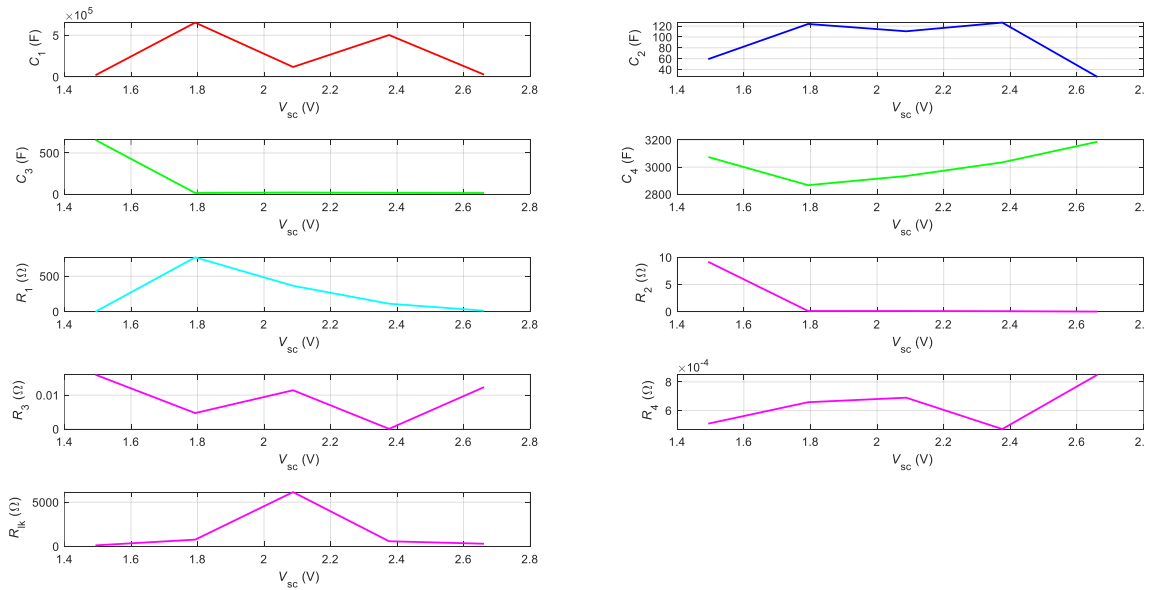 ×10^5
5
0
C_1 (F)
1.4 1.6 1.8 2 2.2 2.4 2.6 2.8
V_sc (V)
120
100
80
60
40
C_2 (F)
1.4 1.6 1.8 2 2.2 2.4 2.6 2.
V_sc (V)
500
0
C_3 (F)
1.4 1.6 1.8 2 2.2 2.4 2.6 2.8
V_sc (V)
3200
3000
2800
C_4 (F)
1.4 1.6 1.8 2 2.2 2.4 2.6 2.
V_sc (V)
500
0
R_1 (Ω)
1.4 1.6 1.8 2 2.2 2.4 2.6 2.8
V_sc (V)
10
5
0
R_2 (Ω)
1.4 1.6 1.8 2 2.2 2.4 2.6 2.
V_sc (V)
0.01
0
R_3 (Ω)
1.4 1.6 1.8 2 2.2 2.4 2.6 2.8
V_sc (V)
×10^-4
8
6
R_4 (Ω)
1.4 1.6 1.8 2 2.2 2.4 2.6 2.
V_sc (V)
5000
0
R_lk (Ω)
1.4 1.6 1.8 2 2.2 2.4 2.6 2.8
V_sc (V)